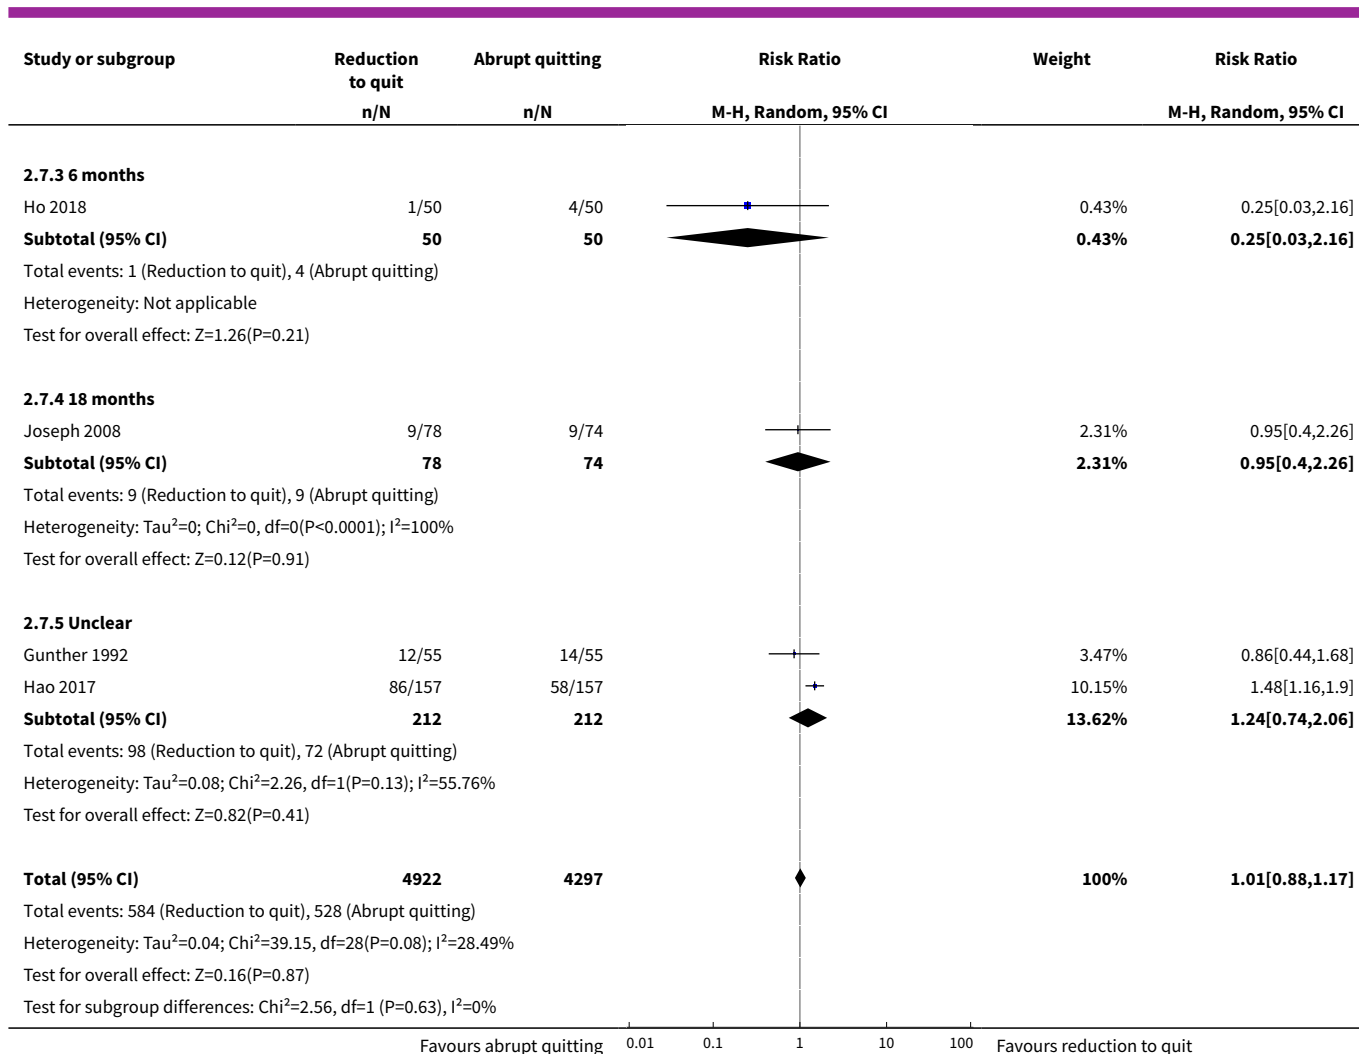 Study or subgroup Reduction to quit Abrupt quitting Risk Ratio Weight Risk Ratio
n/N n/N M-H, Random, 95% CI M-H, Random, 95% CI
2.7.3 6 months
Ho 2018 1/50 4/50 0.43% 0.25[0.03,2.16]
Subtotal (95% CI) 50 50 0.43% 0.25[0.03,2.16]
Total events: 1 (Reduction to quit), 4 (Abrupt quitting)
Heterogeneity: Not applicable
Test for overall effect: Z=1.26(P=0.21)
2.7.4 18 months
Joseph 2008 9/78 9/74 2.31% 0.95[0.4,2.26]
Subtotal (95% CI) 78 74 2.31% 0.95[0.4,2.26]
Total events: 9 (Reduction to quit), 9 (Abrupt quitting)
Heterogeneity: Tau²=0; Chi²=0, df=0(P<0.0001); I²=100%
Test for overall effect: Z=0.12(P=0.91)
2.7.5 Unclear
Gunther 1992 12/55 14/55 3.47% 0.86[0.44,1.68]
Hao 2017 86/157 58/157 10.15% 1.48[1.16,1.9]
Subtotal (95% CI) 212 212 13.62% 1.24[0.74,2.06]
Total events: 98 (Reduction to quit), 72 (Abrupt quitting)
Heterogeneity: Tau²=0.08; Chi²=2.26, df=1(P=0.13); I²=55.76%
Test for overall effect: Z=0.82(P=0.41)
Total (95% CI) 4922 4297 100% 1.01[0.88,1.17]
Total events: 584 (Reduction to quit), 528 (Abrupt quitting)
Heterogeneity: Tau²=0.04; Chi²=39.15, df=28(P=0.08); I²=28.49%
Test for overall effect: Z=0.16(P=0.87)
Test for subgroup differences: Chi²=2.56, df=1 (P=0.63), I²=0%
Favours abrupt quitting 0.01 0.1 1 10 100 Favours reduction to quit